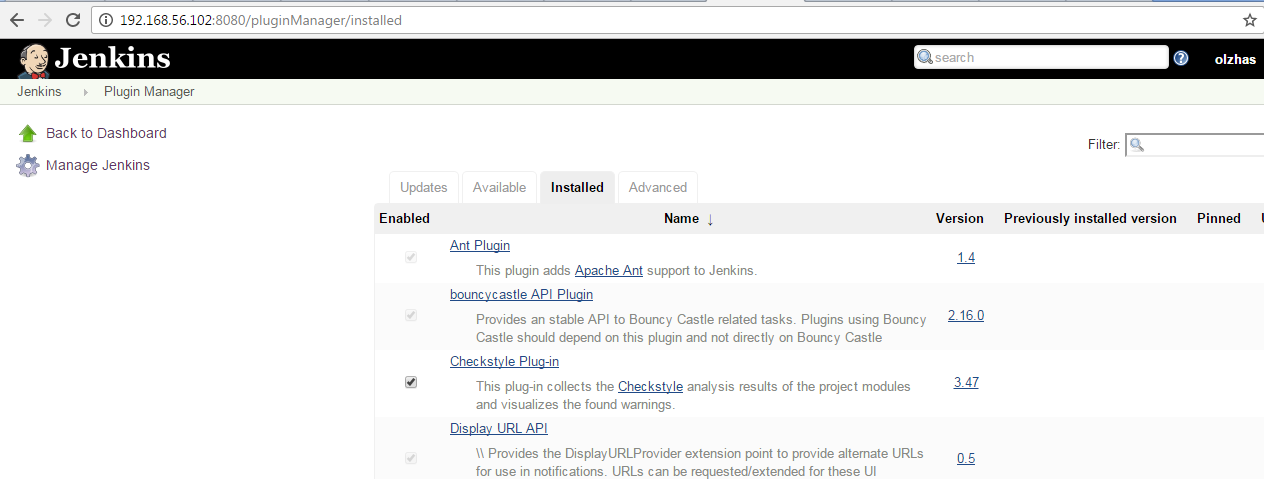 192.168.56.102:8080/pluginManager/installed
Jenkins
search
?
olzhas
Jenkins
Plugin Manager
Back to Dashboard
Manage Jenkins
Filter:
Updates Available Installed Advanced
Enabled Name ↓ Version Previously installed version Pinned
Ant Plugin
This plugin adds Apache Ant support to Jenkins.
1.4
bouncycastle API Plugin
Provides an stable API to Bouncy Castle related tasks. Plugins using Bouncy
Castle should depend on this plugin and not directly on Bouncy Castle
2.16.0
Checkstyle Plug-in
This plug-in collects the Checkstyle analysis results of the project modules
and visualizes the found warnings.
3.47
Display URL API
\\ Provides the DisplayURLProvider extension point to provide alternate URLs
for use in notifications. URLs can be requested/extended for these UI
0.5